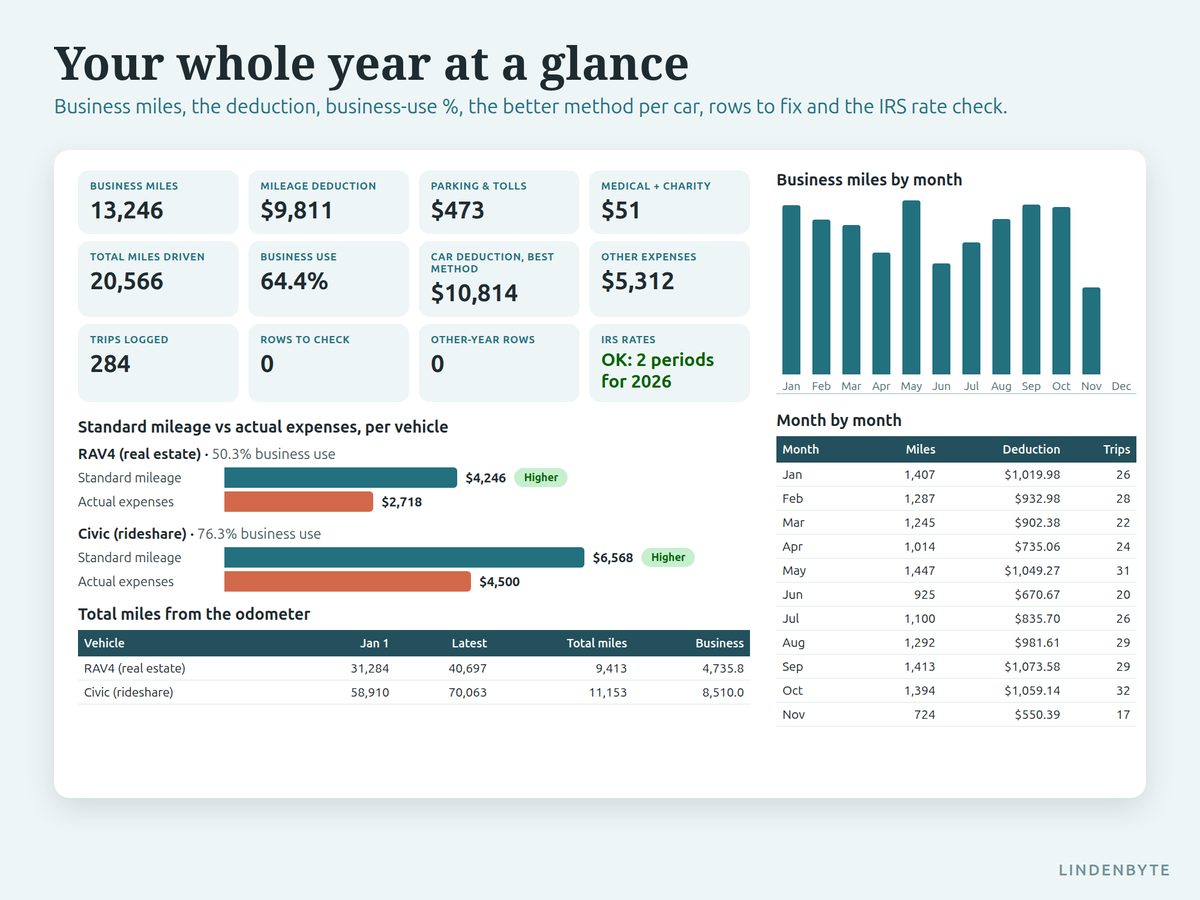 Your whole year at a glance
Business miles, the deduction, business-use %, the better method per car, rows to fix and the IRS rate check.
BUSINESS MILES
13,246
MILEAGE DEDUCTION
$9,811
PARKING & TOLLS
$473
MEDICAL + CHARITY
$51
TOTAL MILES DRIVEN
20,566
BUSINESS USE
64.4%
CAR DEDUCTION, BEST
METHOD
$10,814
OTHER EXPENSES
$5,312
TRIPS LOGGED
284
ROWS TO CHECK
0
OTHER-YEAR ROWS
0
IRS RATES
OK: 2 periods
for 2026
Standard mileage vs actual expenses, per vehicle
RAV4 (real estate) · 50.3% business use
Standard mileage $4,246 Higher
Actual expenses $2,718
Civic (rideshare) · 76.3% business use
Standard mileage $6,568 Higher
Actual expenses $4,500
Total miles from the odometer
Vehicle Jan 1 Latest Total miles Business
RAV4 (real estate) 31,284 40,697 9,413 4,735.8
Civic (rideshare) 58,910 70,063 11,153 8,510.0
Business miles by month
Jan Feb Mar Apr May Jun Jul Aug Sep Oct Nov Dec
Month by month
Month Miles Deduction Trips
Jan 1,407 $1,019.98 26
Feb 1,287 $932.98 28
Mar 1,245 $902.38 22
Apr 1,014 $735.06 24
May 1,447 $1,049.27 31
Jun 925 $670.67 20
Jul 1,100 $835.70 26
Aug 1,292 $981.61 29
Sep 1,413 $1,073.58 29
Oct 1,394 $1,059.14 32
Nov 724 $550.39 17
LINDENBYTE